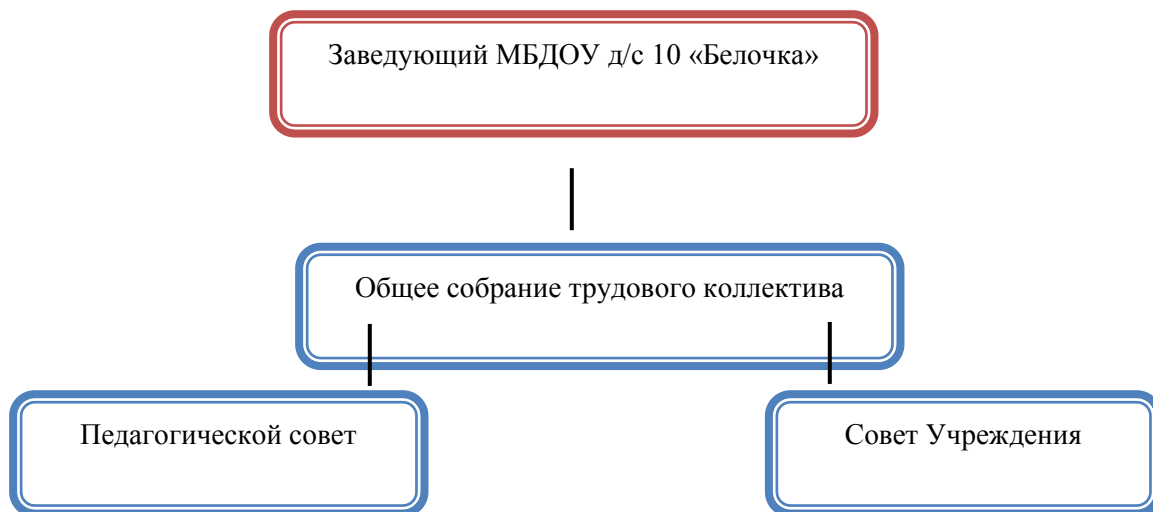 Заведующий МБДОУ д/с 10 «Белочка»
Общее собрание трудового коллектива
Педагогической совет
Совет Учреждения